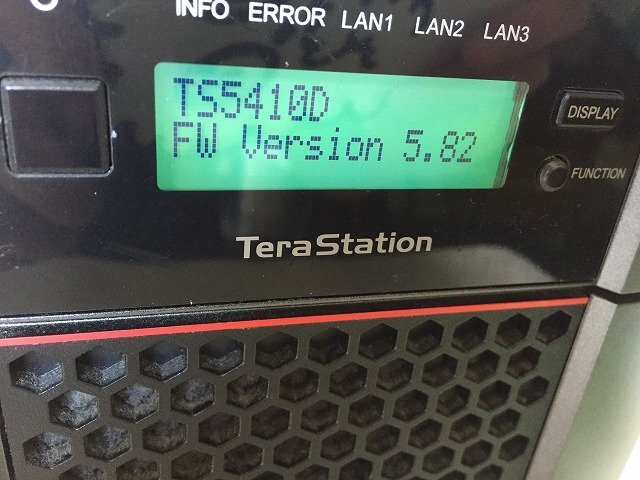 INFO ERROR LAN1 LAN2 LAN3
TS5410D
FW Version 5.82
DISPLAY
FUNCTION
TeraStation